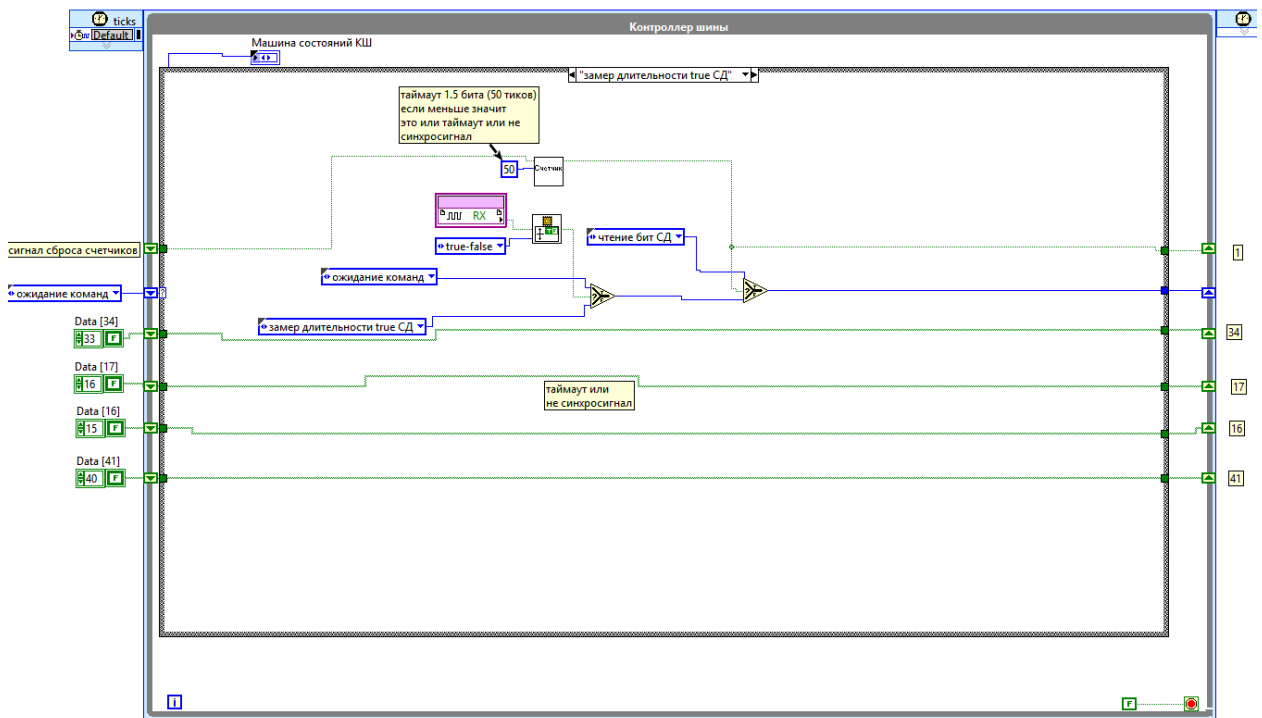 ticks
Default
Контроллер шины
Машина состояний КШ
"замер длительности true СД"
таймаут 1.5 бита (50 тиков)
если меньше значит
это или таймаут или не
синхросигнал
50
Счетчик
RX
true-false
чтение бит СД
сигнал сброса счетчиков
1
ожидание команд
ожидание команд
?
замер длительности true СД
Data [34]
33
F
34
Data [17]
16
F
17
таймаут или
не синхросигнал
Data [16]
15
F
16
Data [41]
40
F
41
i
F